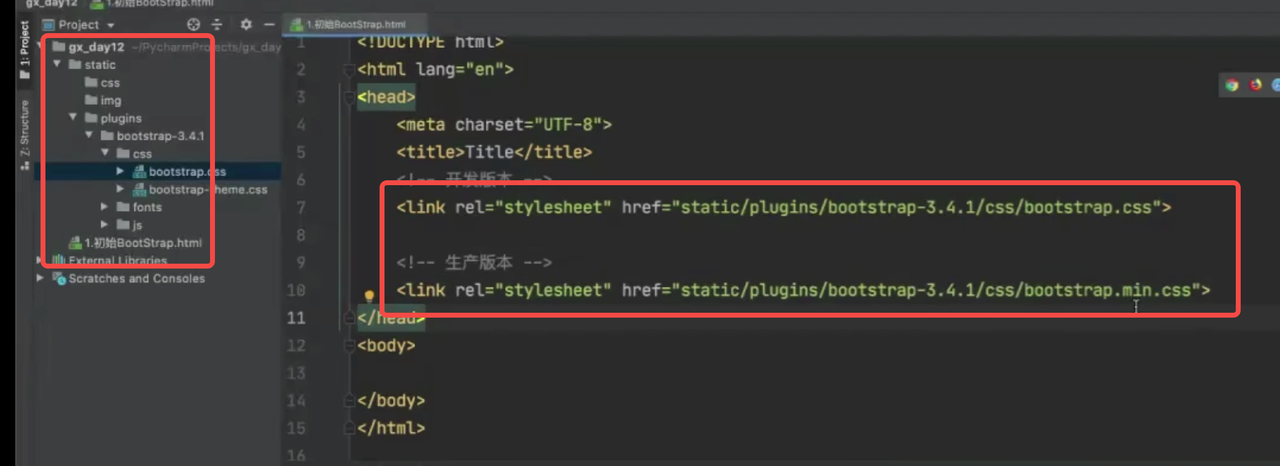 gx_day12
1.初始BootStrap.html
Project
1.初始BootStrap.html
1: Project
Z: Structure
gx_day12 ~/PycharmProjects/gx_day
static
css
img
plugins
bootstrap-3.4.1
css
bootstrap.css
bootstrap-theme.css
fonts
js
1.初始BootStrap.html
External Libraries
Scratches and Consoles
1 <!DOCTYPE html>
2 <html lang="en">
3 <head>
4 <meta charset="UTF-8">
5 <title>Title</title>
6 <!-- 开发版本 -->
7 <link rel="stylesheet" href="static/plugins/bootstrap-3.4.1/css/bootstrap.css">
8
9 <!-- 生产版本 -->
10 <link rel="stylesheet" href="static/plugins/bootstrap-3.4.1/css/bootstrap.min.css">
11 </head>
12 <body>
13
14 </body>
15 </html>
16